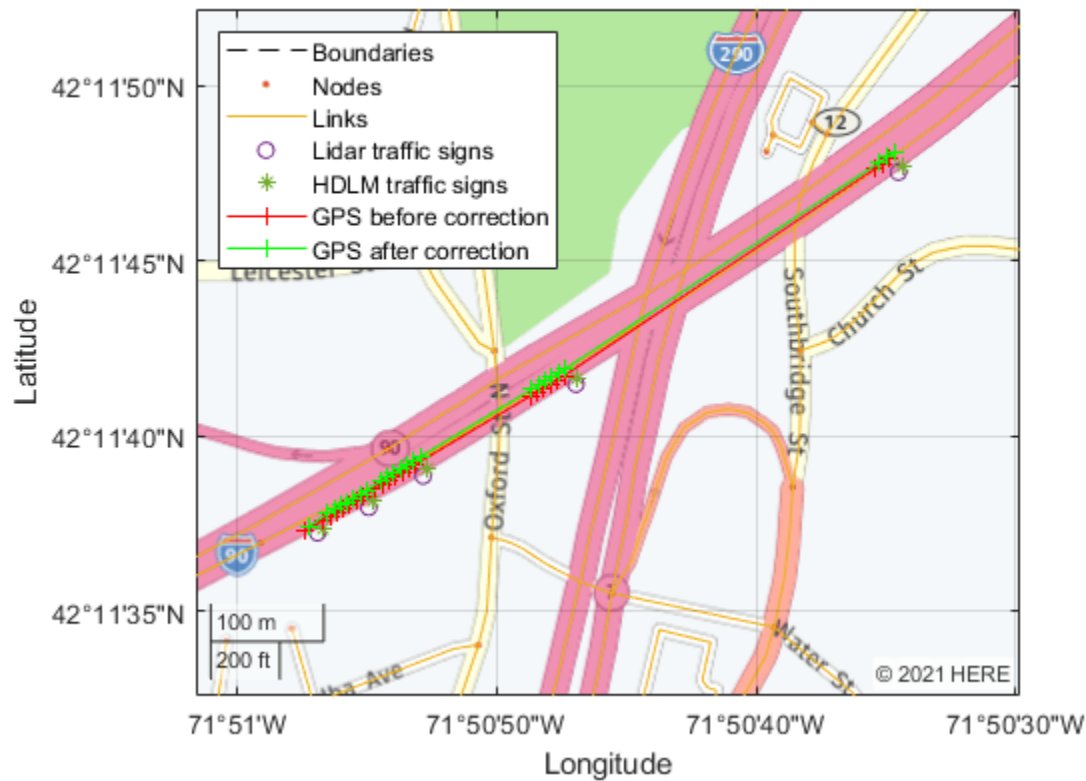 Boundaries
Nodes
Links
Lidar traffic signs
HDLM traffic signs
GPS before correction
GPS after correction
290
12
Leicester St
Church St
Southbridge St
N St
Oxford St
90
Water St
Ave
42°11'50"N
42°11'45"N
42°11'40"N
42°11'35"N
Latitude
100 m
200 ft
© 2021 HERE
71°51'W
71°50'50"W
71°50'40"W
71°50'30"W
Longitude